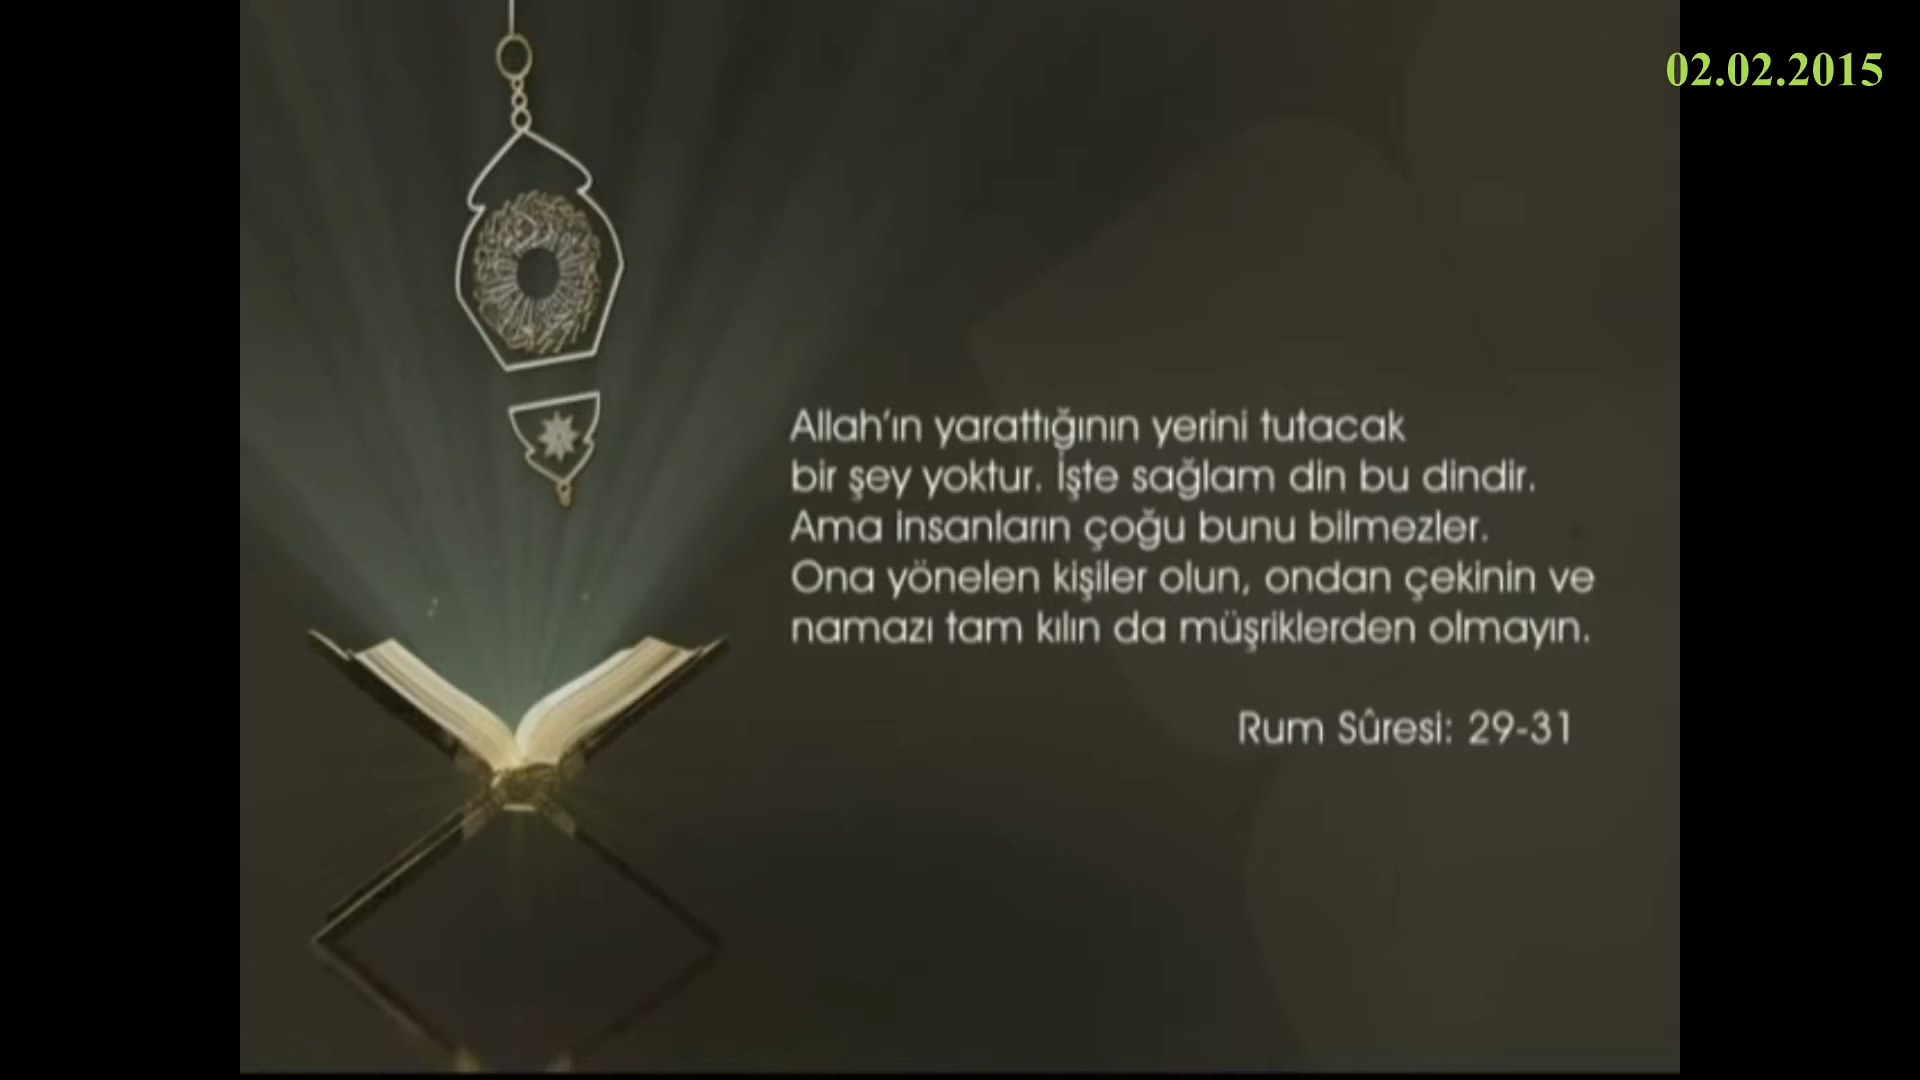 02.02.2015
Allah'ın yarattığının yerini tutacak
bir şey yoktur. İşte sağlam din bu dindir.
Ama insanların çoğu bunu bilmezler.
Ona yönelen kişiler olun, ondan çekinin ve
namazı tam kılın da müşriklerden olmayın.
Rum Sûresi: 29-31